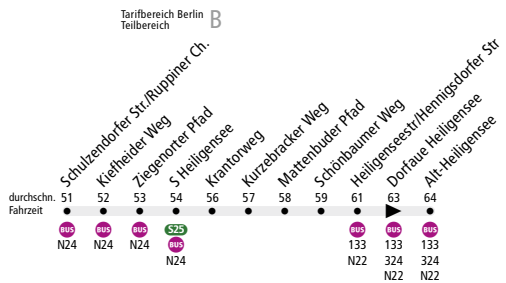 Tarifbereich Berlin
Teilbereich
B
Schulzendorfer Str./Ruppiner Ch.
Kiefheider Weg
Ziegenorter Pfad
S Heiligensee
Krantorweg
Kurzebracker Weg
Mattenbuder Pfad
Schönbaumer Weg
Heiligenseestr/Hennigsdorfer Str
Dorfaue Heiligensee
Alt-Heiligensee
durchschn. 51 52 53 54 56 57 58 59 61 63 64
Fahrzeit
BUS BUS BUS S25 BUS BUS BUS
N24 N24 N24 BUS 133 133 133
N24 N22 324 324
N22 N22